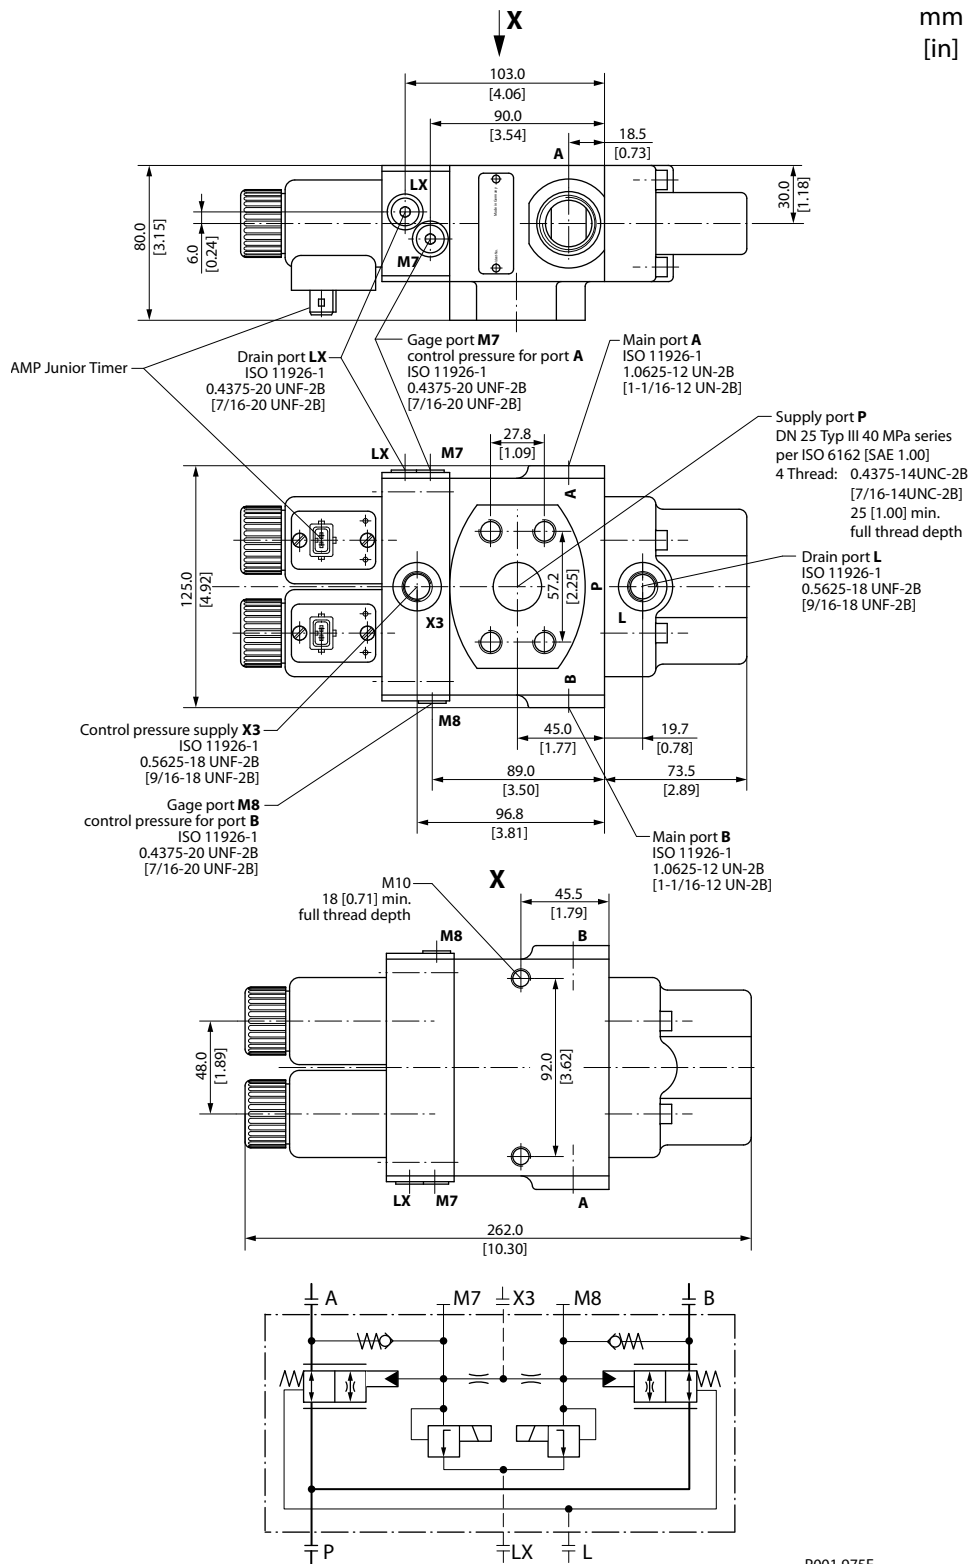 X
mm
[in]
103.0
[4.06]
90.0
[3.54]
18.5
[0.73]
A
30.0
[1.18]
80.0
[3.15]
6.0
[0.24]
LX
M7
AMP Junior Timer
Drain port LX
ISO 11926-1
0.4375-20 UNF-2B
[7/16-20 UNF-2B]
Gage port M7
control pressure for port A
ISO 11926-1
0.4375-20 UNF-2B
[7/16-20 UNF-2B]
Main port A
ISO 11926-1
1.0625-12 UN-2B
[1-1/16-12 UN-2B]
Supply port P
DN 25 Typ III 40 MPa series
per ISO 6162 [SAE 1.00]
4 Thread: 0.4375-14UNC-2B
[7/16-14UNC-2B]
25 [1.00] min.
full thread depth
Drain port L
ISO 11926-1
0.5625-18 UNF-2B
[9/16-18 UNF-2B]
27.8
[1.09]
LX
M7
A
125.0
[4.92]
57.2
[2.25]
P
L
X3
B
M8
45.0
[1.77]
19.7
[0.78]
89.0
[3.50]
73.5
[2.89]
96.8
[3.81]
Control pressure supply X3
ISO 11926-1
0.5625-18 UNF-2B
[9/16-18 UNF-2B]
Gage port M8
control pressure for port B
ISO 11926-1
0.4375-20 UNF-2B
[7/16-20 UNF-2B]
Main port B
ISO 11926-1
1.0625-12 UN-2B
[1-1/16-12 UN-2B]
X
M10
18 [0.71] min.
full thread depth
45.5
[1.79]
M8
B
48.0
[1.89]
92.0
[3.62]
LX
M7
A
262.0
[10.30]
A
M7
X3
M8
B
P
LX
L
P001 975E